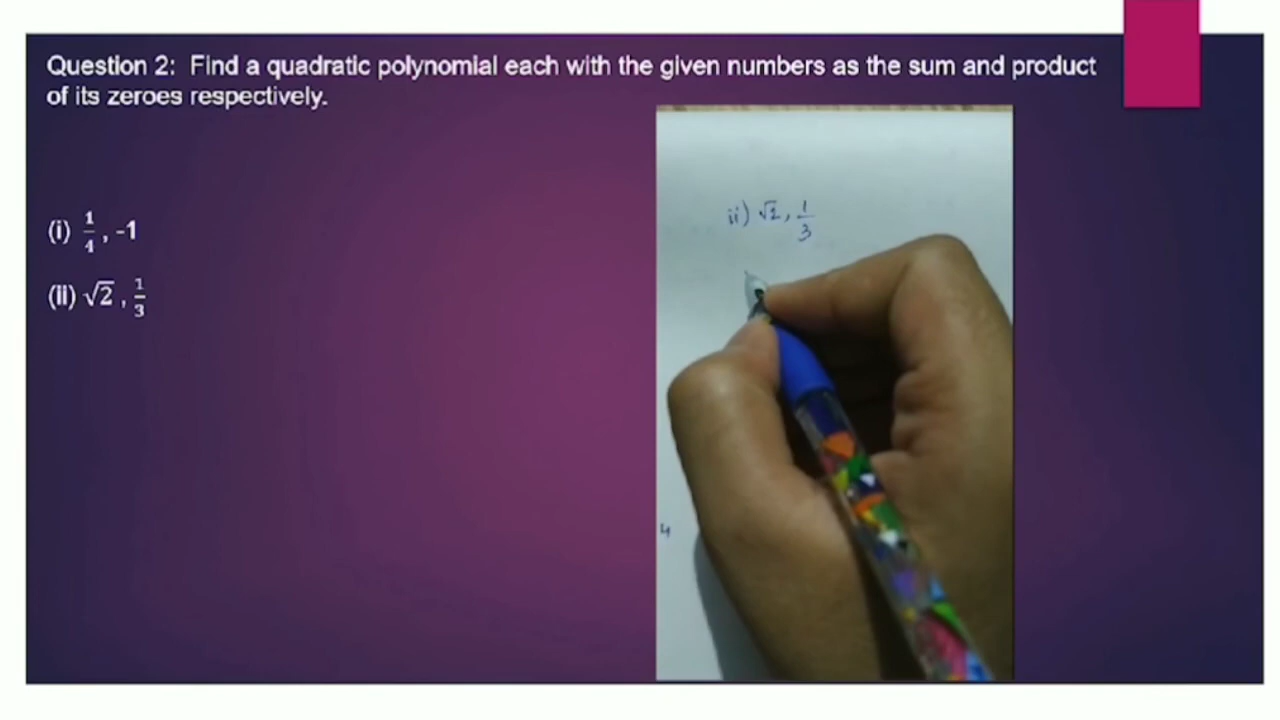 Question 2: Find a quadratic polynomial each with the given numbers as the sum and product
of its zeroes respectively.
(i) 1/4 , -1
(ii) √2 , 1/3
ii) √2, 1/3
4